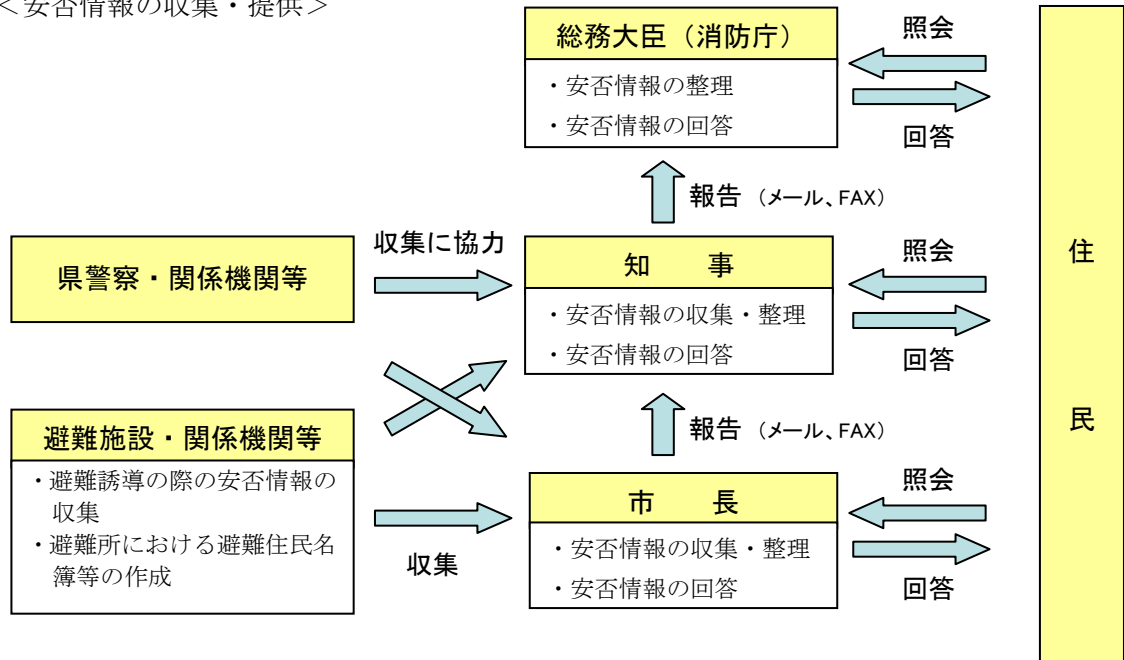 <安否情報の収集・提供>
総務大臣(消防庁)
・安否情報の整理
・安否情報の回答
照会
回答
報告(メール、FAX)
県警察・関係機関等
収集に協力
知 事
・安否情報の収集・整理
・安否情報の回答
照会
回答
住
民
避難施設・関係機関等
・避難誘導の際の安否情報の
収集
・避難所における避難住民名
簿等の作成
収集
報告(メール、FAX)
市 長
・安否情報の収集・整理
・安否情報の回答
照会
回答